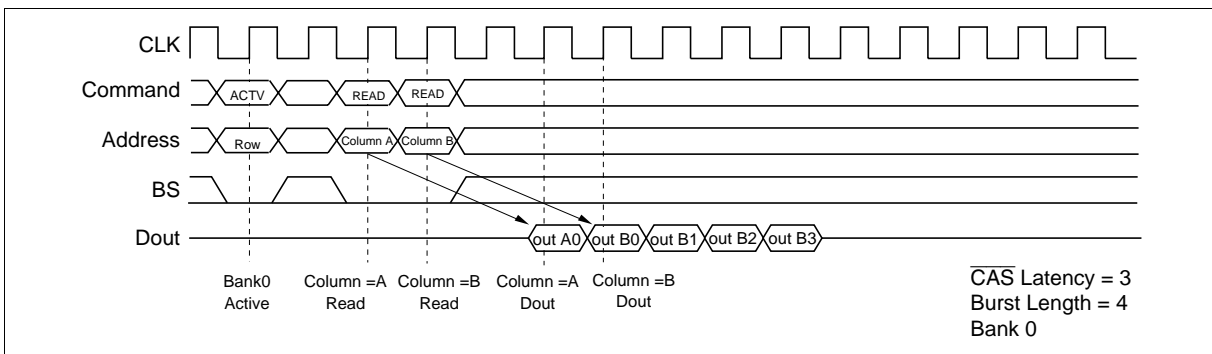 CLK
Command
ACTV
READ
READ
Address
Row
Column A
Column B
BS
Dout
out A0
out B0
out B1
out B2
out B3
Bank0
Active
Column =A
Read
Column =B
Read
Column =A
Dout
Column =B
Dout
CAS Latency = 3
Burst Length = 4
Bank 0